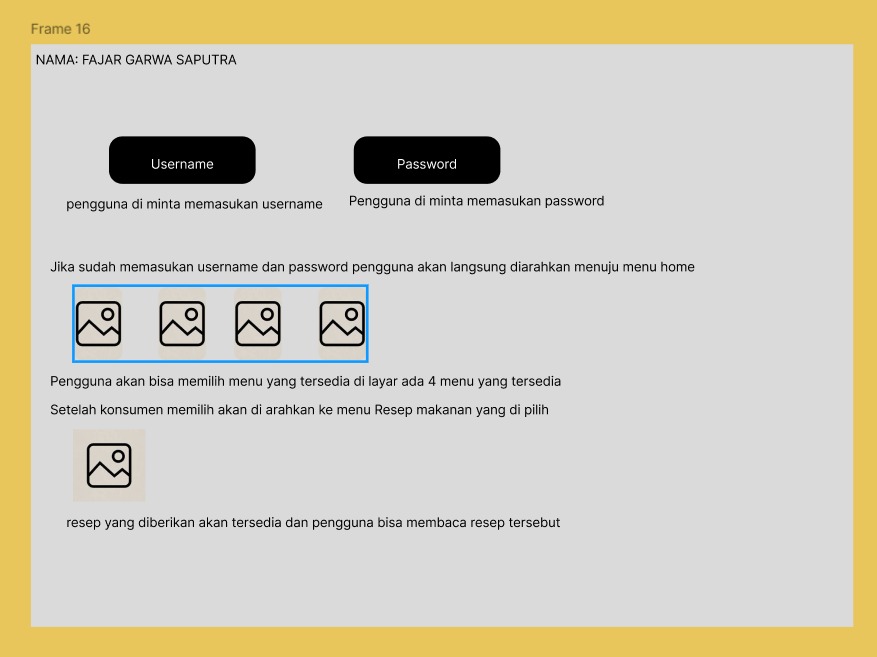 Frame 16
NAMA: FAJAR GARWA SAPUTRA
Username
Password
pengguna di minta memasukan username
Pengguna di minta memasukan password
Jika sudah memasukan username dan password pengguna akan langsung diarahkan menuju menu home
Pengguna akan bisa memilih menu yang tersedia di layar ada 4 menu yang tersedia
Setelah konsumen memilih akan di arahkan ke menu Resep makanan yang di pilih
resep yang diberikan akan tersedia dan pengguna bisa membaca resep tersebut